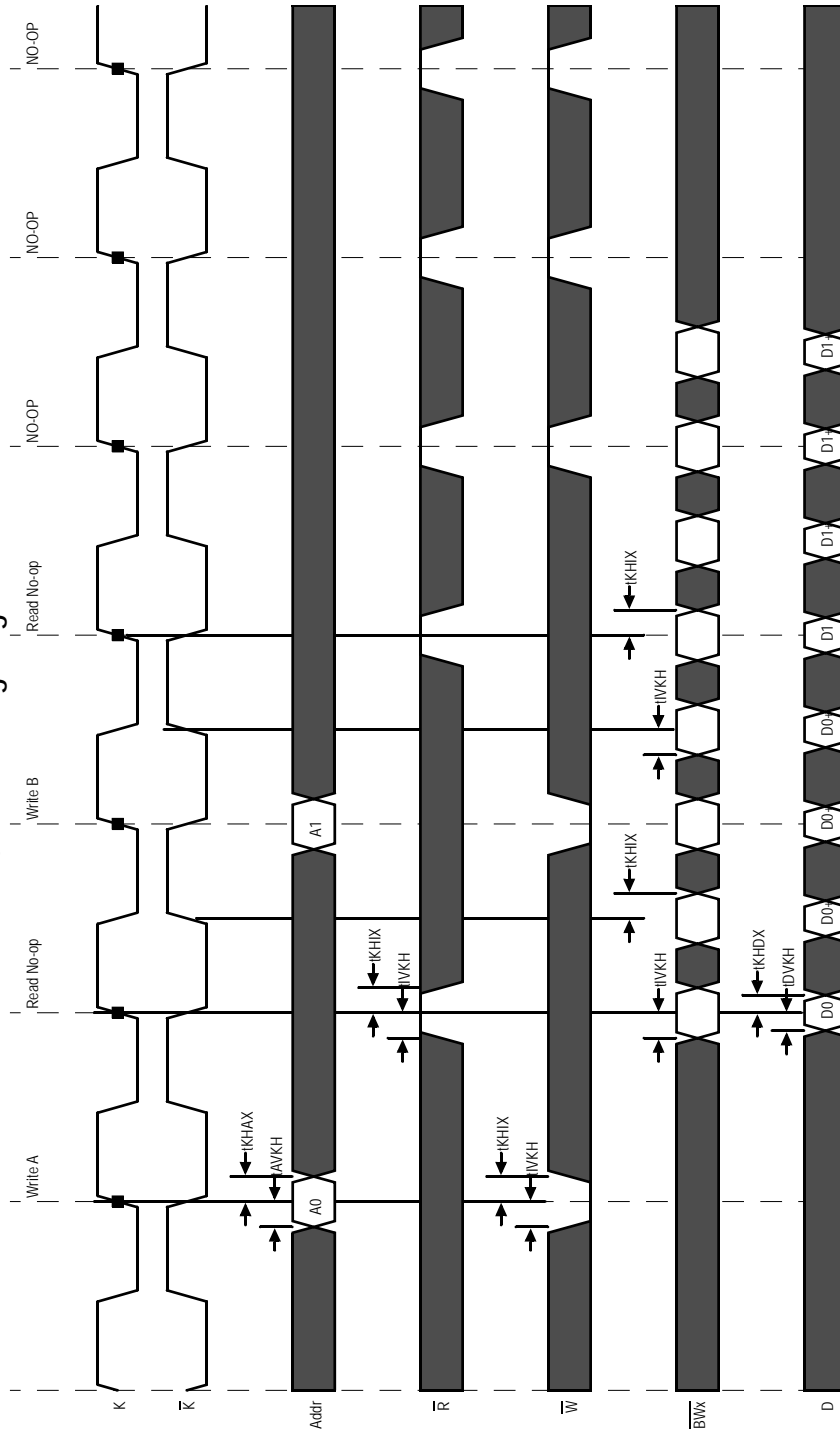 Write A
Read No-op
Write B
Read No-op
NO-OP
NO-OP
NO-OP
K
K
tKHAX
tAVKH
Addr
A0
A1
tKHIX
tIVKH
R
tKHIX
tIVKH
W
tIVKH
tKHIX
tIVKH
tKHIX
BWx
tKHDX
tDVKH
D
D0
D0+
D0+
D0+
D1
D1+
D1+
D1+